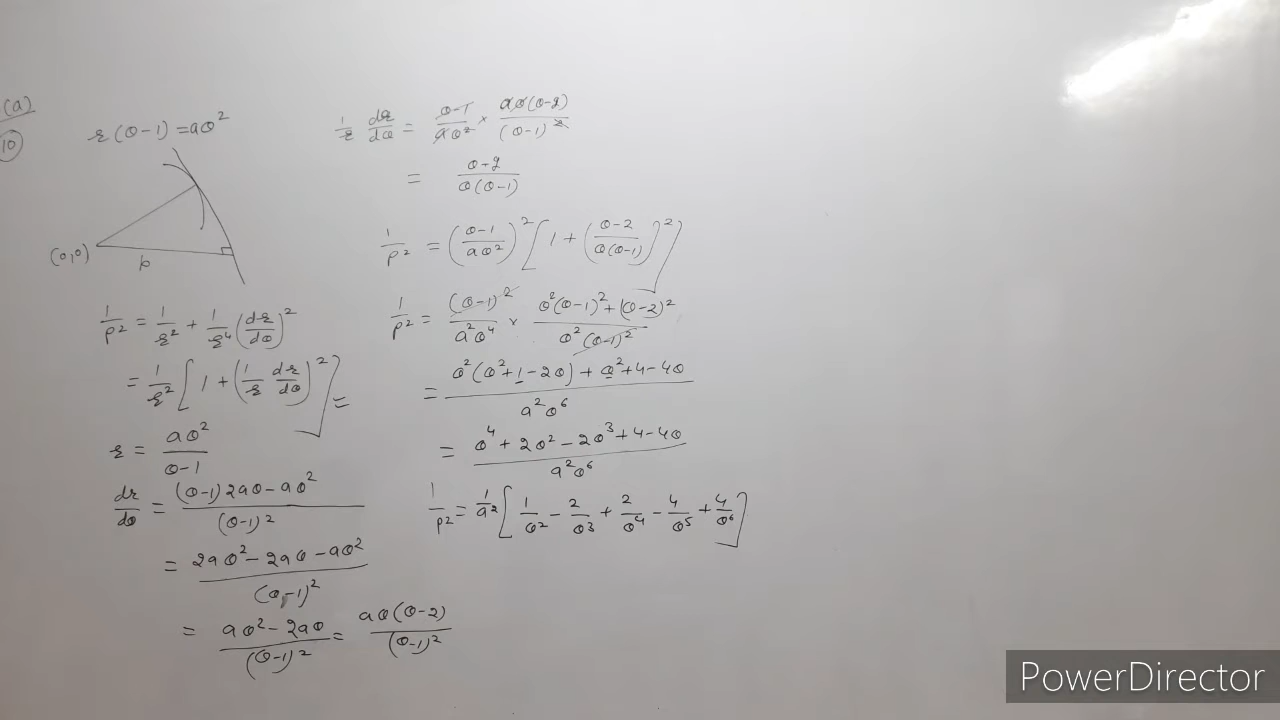 (a)
10
r(θ-1) = aθ²
(0,0)
p
1/p² = 1/r² + 1/r⁴ (dr/dθ)²
= 1/r² [1 + (1/r dr/dθ)²] =
r = aθ²/θ-1
dr/dθ = (θ-1)2aθ-aθ²/(θ-1)²
= 2aθ²-2aθ-aθ²/(θ-1)²
= aθ²-2aθ/(θ-1)² = aθ(θ-2)/(θ-1)²
1/r dr/dθ = θ-1/aθ² × aθ(θ-2)/(θ-1)²
= θ-2/θ(θ-1)
1/p² = (θ-1/aθ²)² [1 + (θ-2/θ(θ-1))²]
1/p² = (θ-1)²/a²θ⁴ × θ²(θ-1)²+(θ-2)²/θ²(θ-1)²
= θ²(θ²+1-2θ) + θ²+4-4θ/a²θ⁶
= θ⁴+2θ²-2θ³+4-4θ/a²θ⁶
1/p² = 1/a² [1/θ² - 2/θ³ + 2/θ⁴ - 4/θ⁵ + 4/θ⁶]
PowerDirector